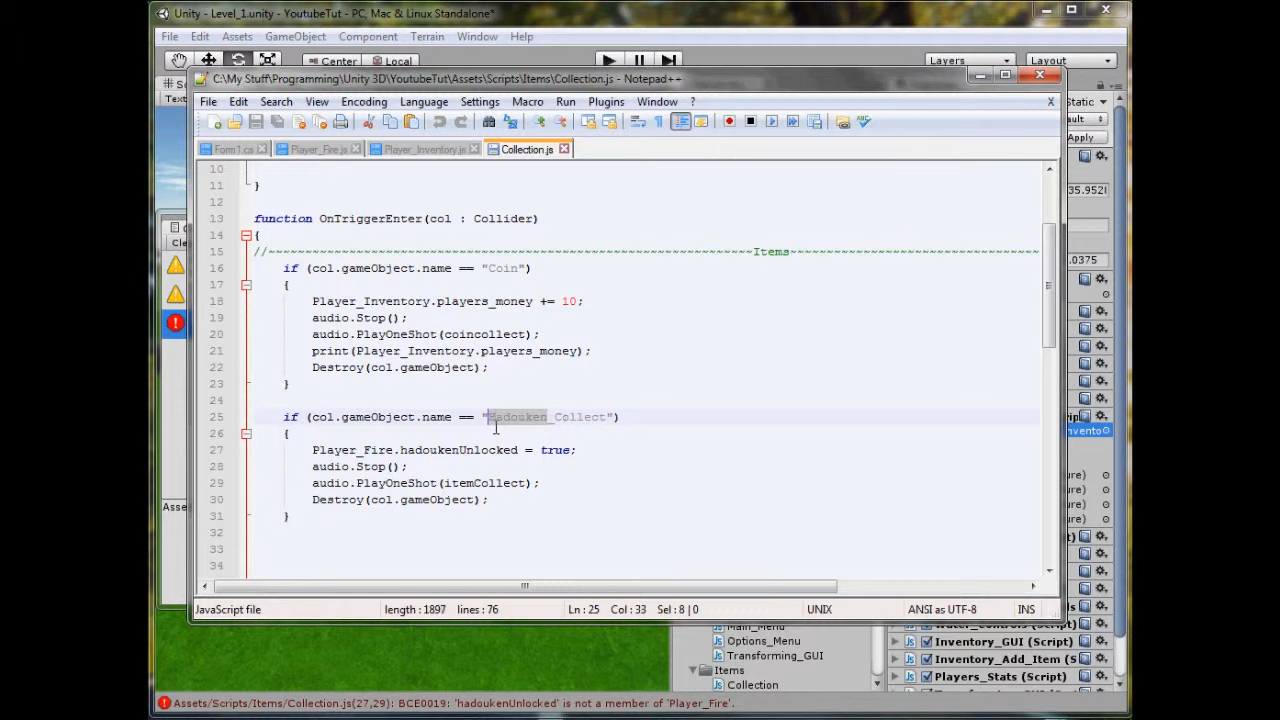 Unity - Level_1.unity - YoutubeTut - PC, Mac & Linux Standalone*
File Edit Assets GameObject Component Terrain Window Help
Center Local Layers Layout
C:\My Stuff\Programming\Unity 3D\YoutubeTut\Assets\Scripts\Items\Collection.js - Notepad++
Static
File Edit Search View Encoding Language Settings Macro Run Plugins Window ? X
Text
Apply
Form1.cs Player_Fire.js Player_Inventory.js Collection.js
10
11 }
12
13 function OnTriggerEnter(col : Collider)
14 {
15 //~~~~~~~~~~~~~~~~~~~~~~~~~~~~~~~~~~~~~~~~~~~~~~~~~~~~~~~~~~~~~~~~~~Items~~~~~~~~~~~~~~~~~~~~~~~~~~~~~~~~~~
16 if (col.gameObject.name == "Coin")
17 {
18 Player_Inventory.players_money += 10;
19 audio.Stop();
20 audio.PlayOneShot(coincollect);
21 print(Player_Inventory.players_money);
22 Destroy(col.gameObject);
23 }
24
25 if (col.gameObject.name == "Hadouken_Collect")
26 {
27 Player_Fire.hadoukenUnlocked = true;
28 audio.Stop();
29 audio.PlayOneShot(itemCollect);
30 Destroy(col.gameObject);
31 }
32
33
34
JavaScript file length : 1897 lines : 76 Ln : 25 Col : 33 Sel : 8 | 0 UNIX ANSI as UTF-8 INS
Main_Menu
Options_Menu Inventory_GUI (Script)
Transforming_GUI Inventory_Add_Item (S
Items Players_Stats (Script)
Collection
Assets/Scripts/Items/Collection.js(27,29): BCE0019: 'hadoukenUnlocked' is not a member of 'Player_Fire'.